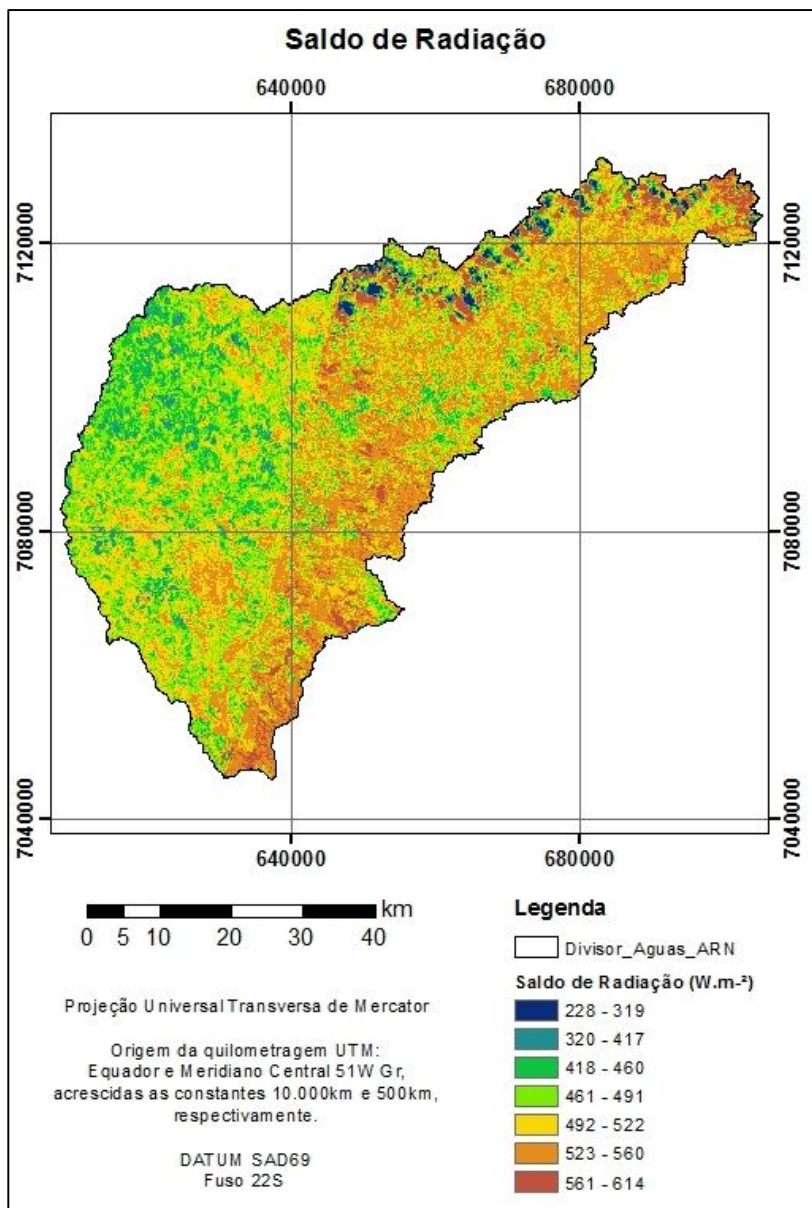 Saldo de Radiação
640000 680000
7120000 7120000
7080000 7080000
7040000 7040000
640000 680000
km
0 5 10 20 30 40
Projeção Universal Transversa de Mercator
Origem da quilometragem UTM:
Equador e Meridiano Central 51W Gr,
acrescidas as constantes 10.000km e 500km,
respectivamente.
DATUM SAD69
Fuso 22S
Legenda
Divisor_Aguas_ARN
Saldo de Radiação (W.m-²)
228 - 319
320 - 417
418 - 460
461 - 491
492 - 522
523 - 560
561 - 614